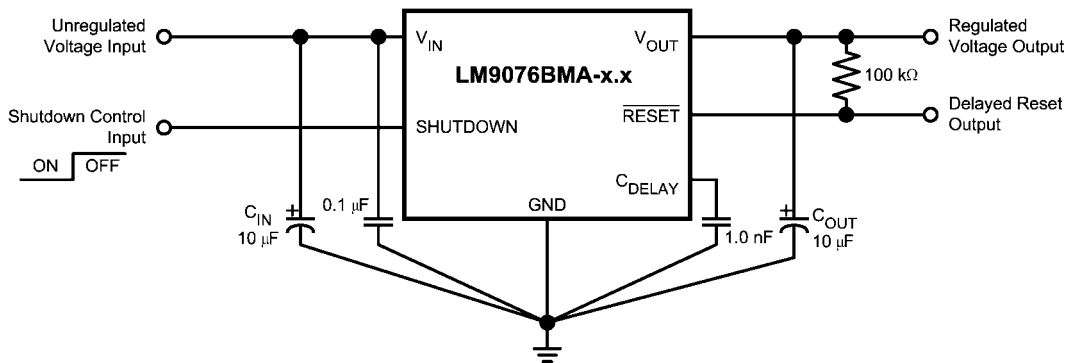 Unregulated
Voltage Input
V_IN
V_OUT
Regulated
Voltage Output
LM9076BMA-x.x
100 kΩ
Shutdown Control
Input
SHUTDOWN
RESET
Delayed Reset
Output
ON
OFF
C_DELAY
GND
C_IN
+
10 µF
0.1 µF
1.0 nF
+
C_OUT
10 µF